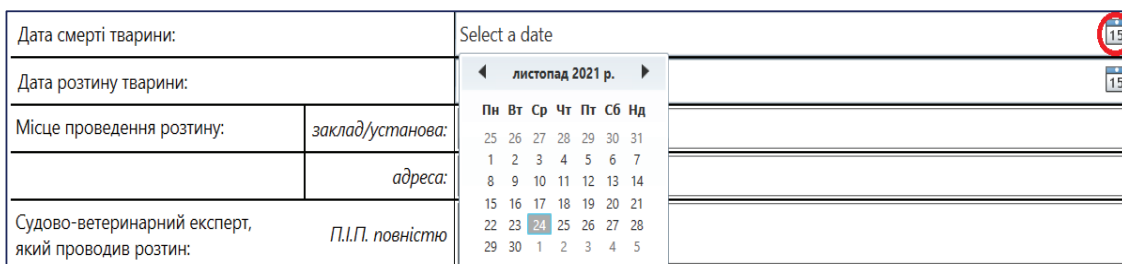 Дата смерті тварини:
Select a date
15
Дата розтину тварини:
15
листопад 2021 р.
Пн Вт Ср Чт Пт Сб Нд
25 26 27 28 29 30 31
1 2 3 4 5 6 7
8 9 10 11 12 13 14
15 16 17 18 19 20 21
22 23 24 25 26 27 28
29 30 1 2 3 4 5
Місце проведення розтину:
заклад/установа:
адреса:
Судово-ветеринарний експерт,
який проводив розтин:
П.І.П. повністю